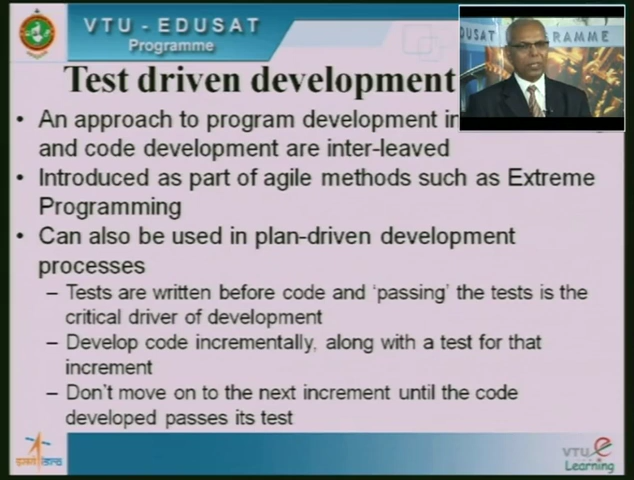 VTU - EDUSAT
Programme
DUSAT
RAMME
Test driven development
• An approach to program development in
and code development are inter-leaved
• Introduced as part of agile methods such as Extreme
Programming
• Can also be used in plan-driven development
processes
– Tests are written before code and ‘passing’ the tests is the
critical driver of development
– Develop code incrementally, along with a test for that
increment
– Don’t move on to the next increment until the code
developed passes its test
VTU e
Learning